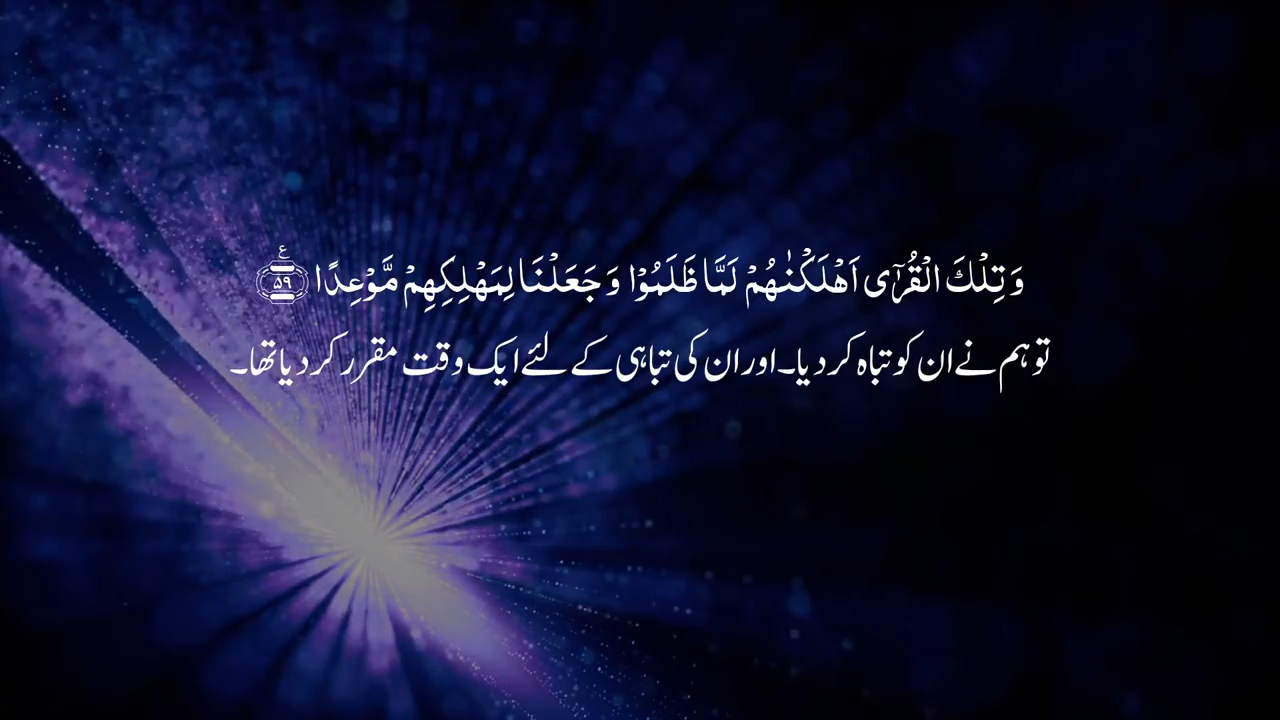 وَتِلْكَ الْقُرٰٓى اَهْلَكْنٰهُمْ لَمَّا ظَلَمُوْا وَجَعَلْنَا لِمَهْلِكِهِمْ مَّوْعِدًا ۵۹ ع
تو ہم نے ان کو تباہ کر دیا۔ اور ان کی تباہی کے لئے ایک وقت مقرر کر دیا تھا۔